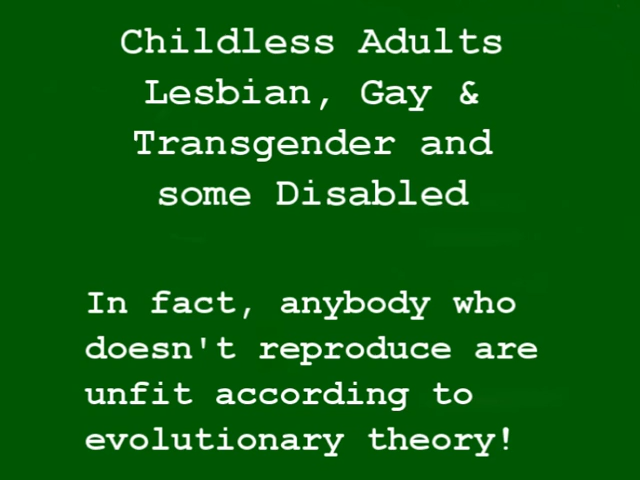 Childless Adults
Lesbian, Gay &
Transgender and
some Disabled
In fact, anybody who
doesn't reproduce are
unfit according to
evolutionary theory!